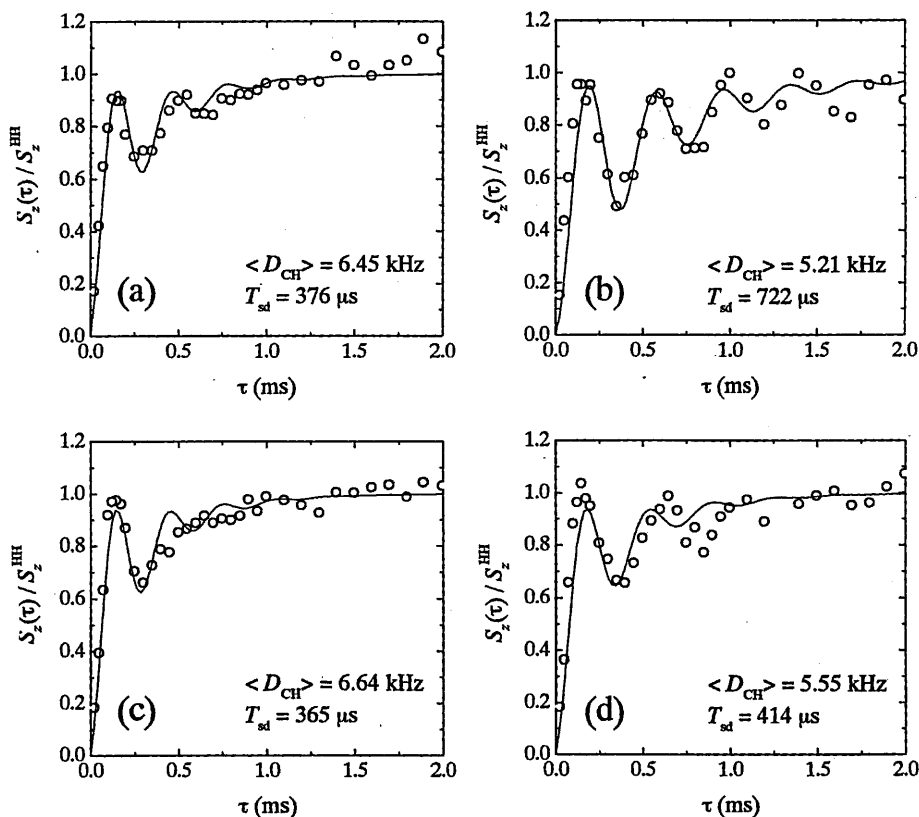 1.2
1.0
0.8
0.6
0.4
0.2
0.0
S_z(τ) / S_z^HH
(a)
<D_CH> = 6.45 kHz
T_sd = 376 μs
0.0 0.5 1.0 1.5 2.0
τ (ms)
1.2
1.0
0.8
0.6
0.4
0.2
0.0
S_z(τ) / S_z^HH
(b)
<D_CH> = 5.21 kHz
T_sd = 722 μs
0.0 0.5 1.0 1.5 2.0
τ (ms)
1.2
1.0
0.8
0.6
0.4
0.2
0.0
S_z(τ) / S_z^HH
(c)
<D_CH> = 6.64 kHz
T_sd = 365 μs
0.0 0.5 1.0 1.5 2.0
τ (ms)
1.2
1.0
0.8
0.6
0.4
0.2
0.0
S_z(τ) / S_z^HH
(d)
<D_CH> = 5.55 kHz
T_sd = 414 μs
0.0 0.5 1.0 1.5 2.0
τ (ms)